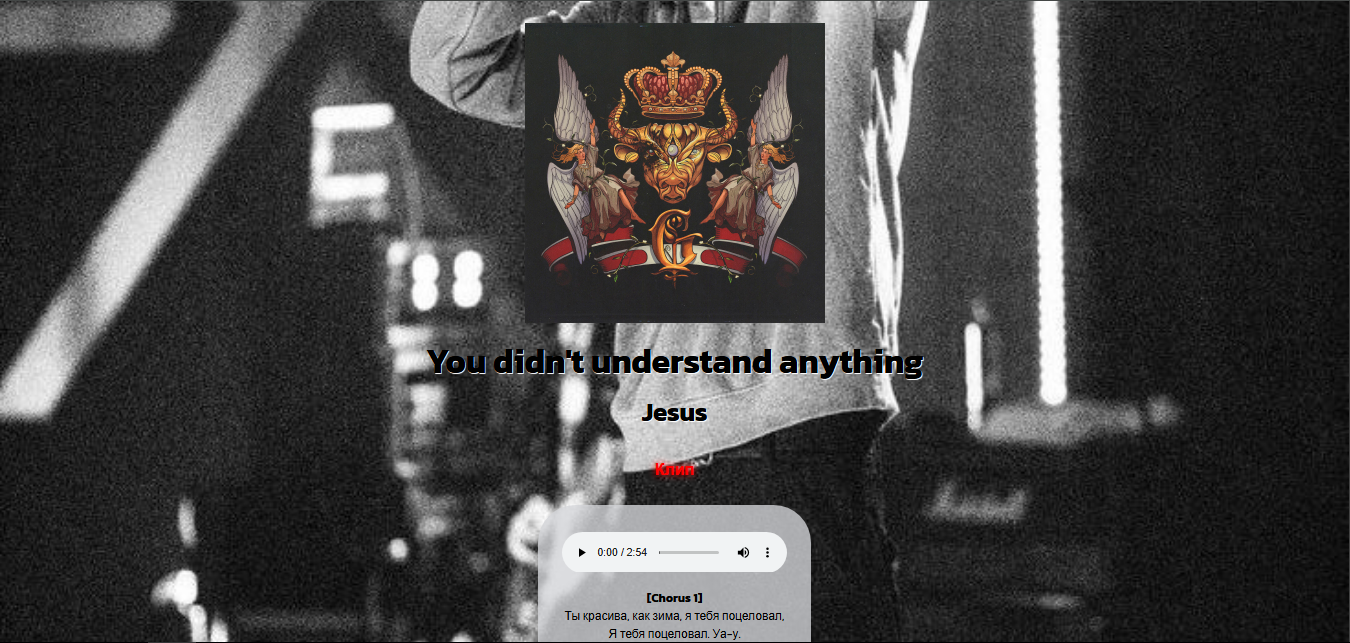 G
You didn't understand anything
Jesus
Клип
0:00 / 2:54
[Chorus 1]
Ты красива, как зима, я тебя поцеловал,
Я тебя поцеловал. Уа-у.